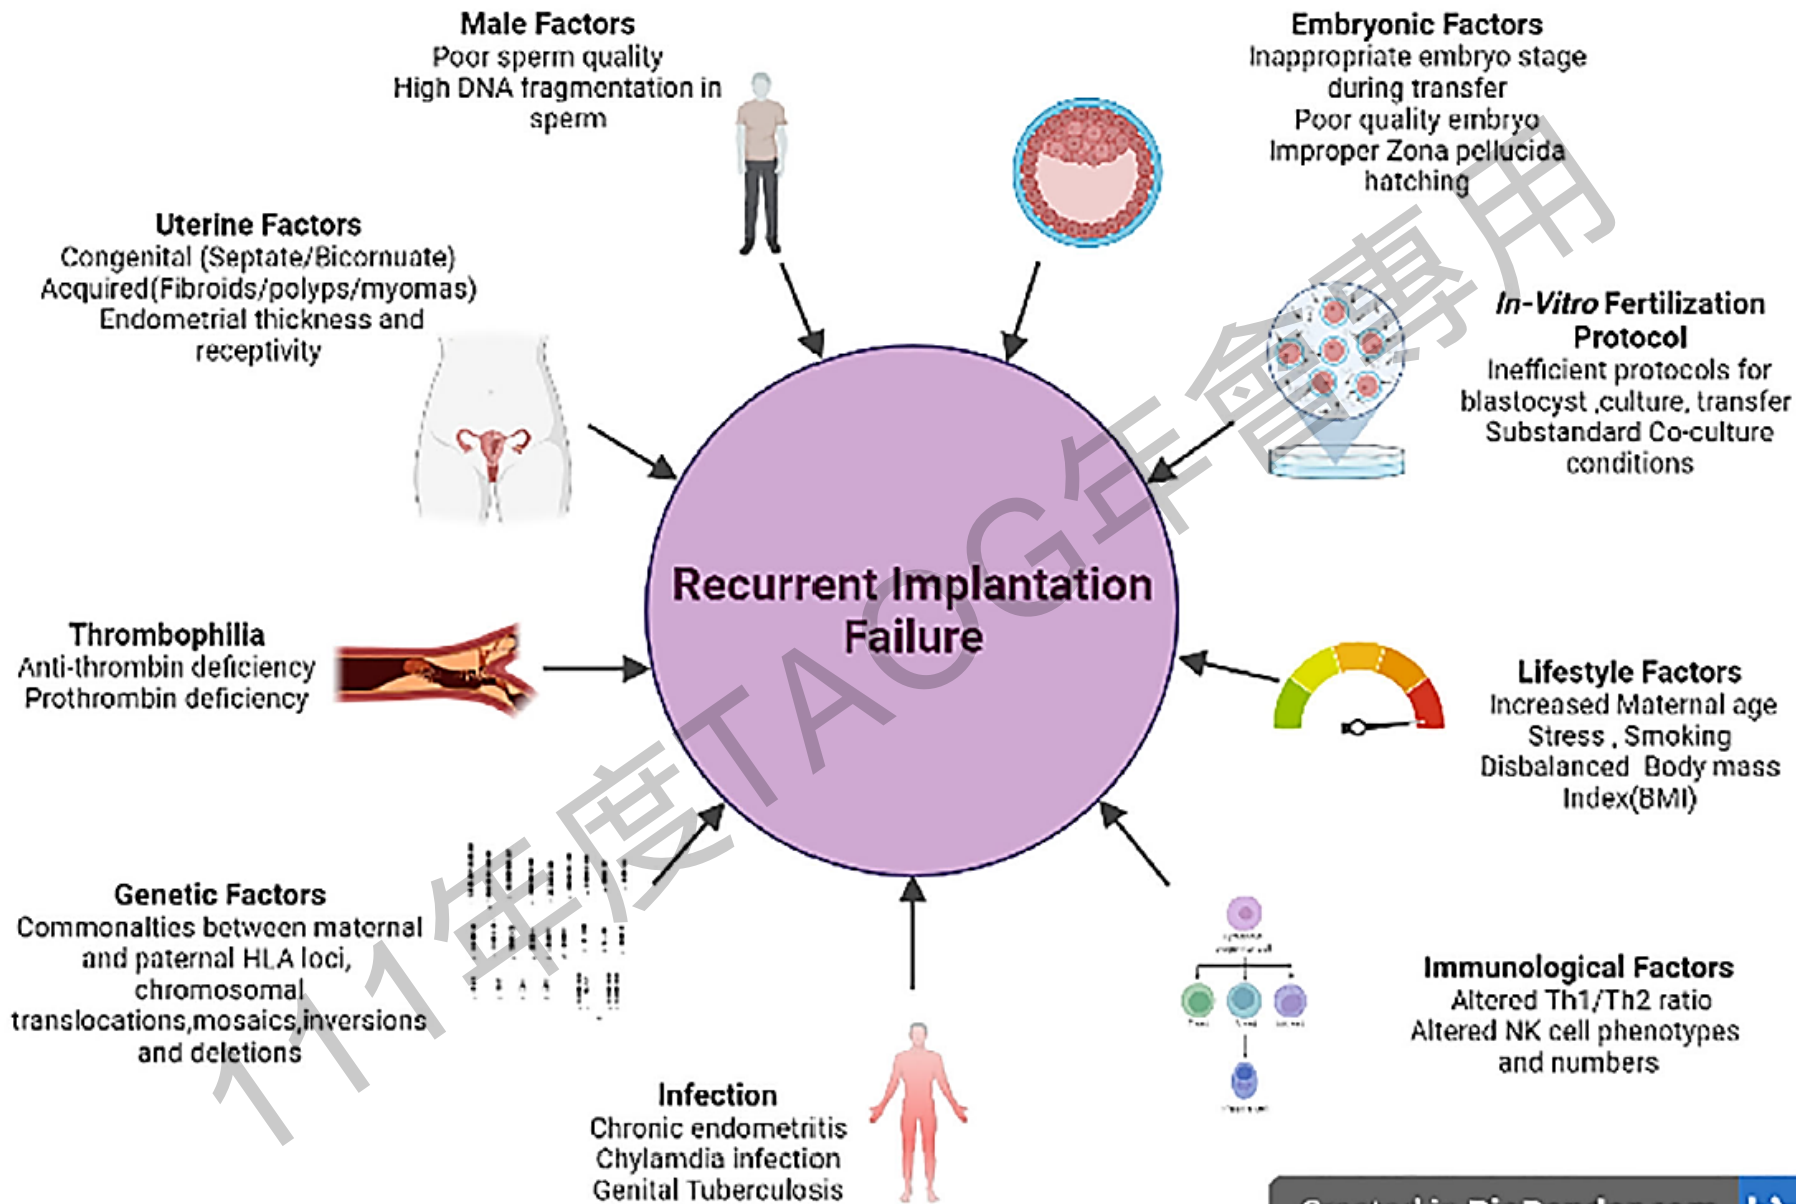 Male Factors
Poor sperm quality
High DNA fragmentation in
sperm
Embryonic Factors
Inappropriate embryo stage
during transfer
Poor quality embryo
Improper Zona pellucida
hatching
Uterine Factors
Congenital (Septate/Bicornuate)
Acquired(Fibroids/polyps/myomas)
Endometrial thickness and
receptivity
In-Vitro Fertilization
Protocol
Inefficient protocols for
blastocyst ,culture, transfer
Substandard Co-culture
conditions
Recurrent Implantation
Failure
Thrombophilia
Anti-thrombin deficiency
Prothrombin deficiency
Lifestyle Factors
Increased Maternal age
Stress , Smoking
Disbalanced Body mass
Index(BMI)
Genetic Factors
Commonalties between maternal
and paternal HLA loci,
chromosomal
translocations,mosaics,inversions
and deletions
Immunological Factors
Altered Th1/Th2 ratio
Altered NK cell phenotypes
and numbers
Infection
Chronic endometritis
Chylamdia infection
Genital Tuberculosis
11年度TAOG年會專用